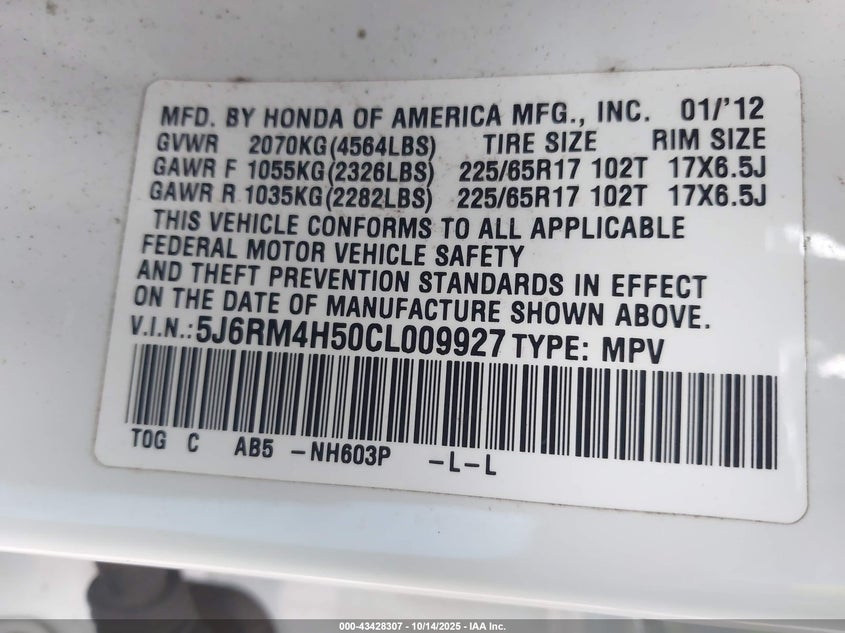 MFD. BY HONDA OF AMERICA MFG., INC. 01/'12
GVWR 2070KG(4564LBS) TIRE SIZE RIM SIZE
GAWR F 1055KG(2326LBS) 225/65R17 102T 17X6.5J
GAWR R 1035KG(2282LBS) 225/65R17 102T 17X6.5J
THIS VEHICLE CONFORMS TO ALL APPLICABLE
FEDERAL MOTOR VEHICLE SAFETY
AND THEFT PREVENTION STANDARDS IN EFFECT
ON THE DATE OF MANUFACTURE SHOWN ABOVE.
V.I.N.: 5J6RM4H50CL009927 TYPE: MPV
TOG C AB5 -NH603P -L-L
000-43428307 - 10/14/2025 - IAA Inc.